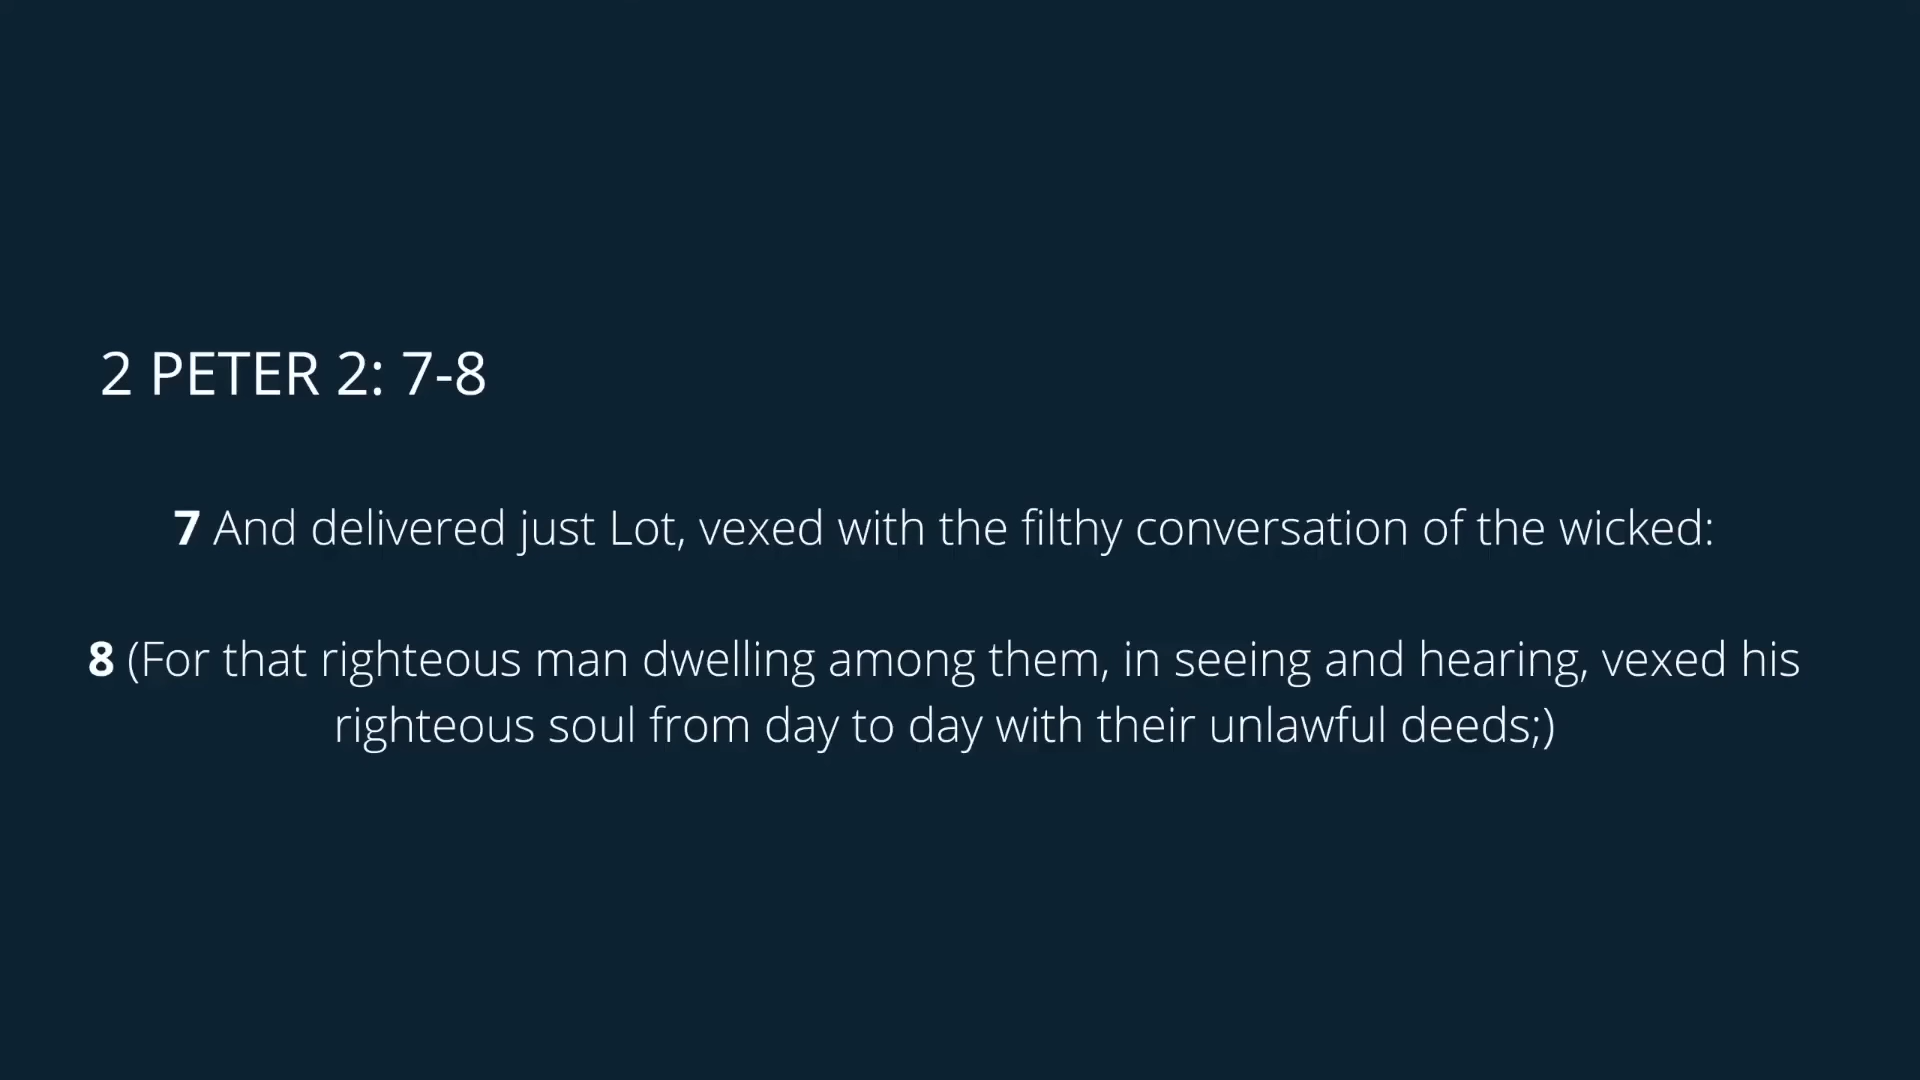 2 PETER 2: 7-8
7 And delivered just Lot, vexed with the filthy conversation of the wicked:
8 (For that righteous man dwelling among them, in seeing and hearing, vexed his
righteous soul from day to day with their unlawful deeds;)